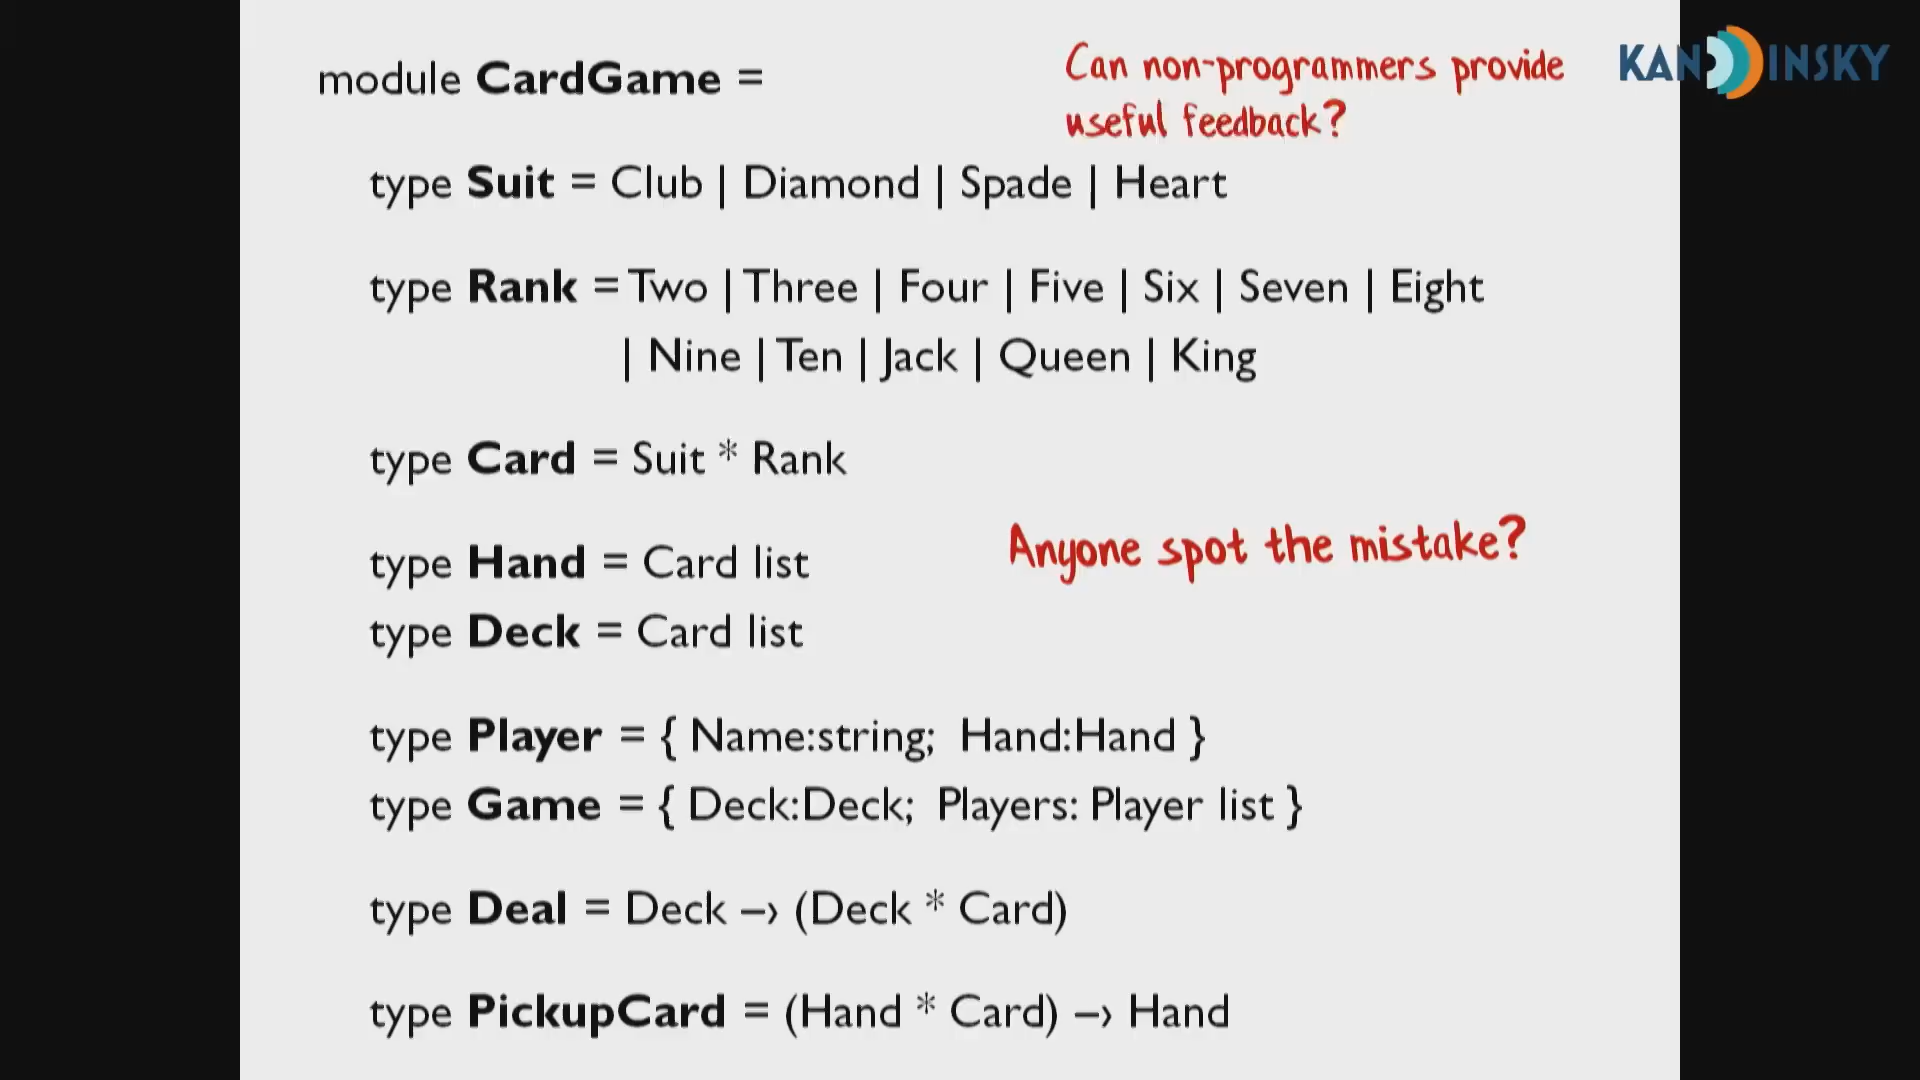 module CardGame =
Can non-programmers provide
useful feedback?
KANDINSKY
type Suit = Club | Diamond | Spade | Heart
type Rank = Two | Three | Four | Five | Six | Seven | Eight
| Nine | Ten | Jack | Queen | King
type Card = Suit * Rank
Anyone spot the mistake?
type Hand = Card list
type Deck = Card list
type Player = { Name:string; Hand:Hand }
type Game = { Deck:Deck; Players: Player list }
type Deal = Deck –› (Deck * Card)
type PickupCard = (Hand * Card) –› Hand